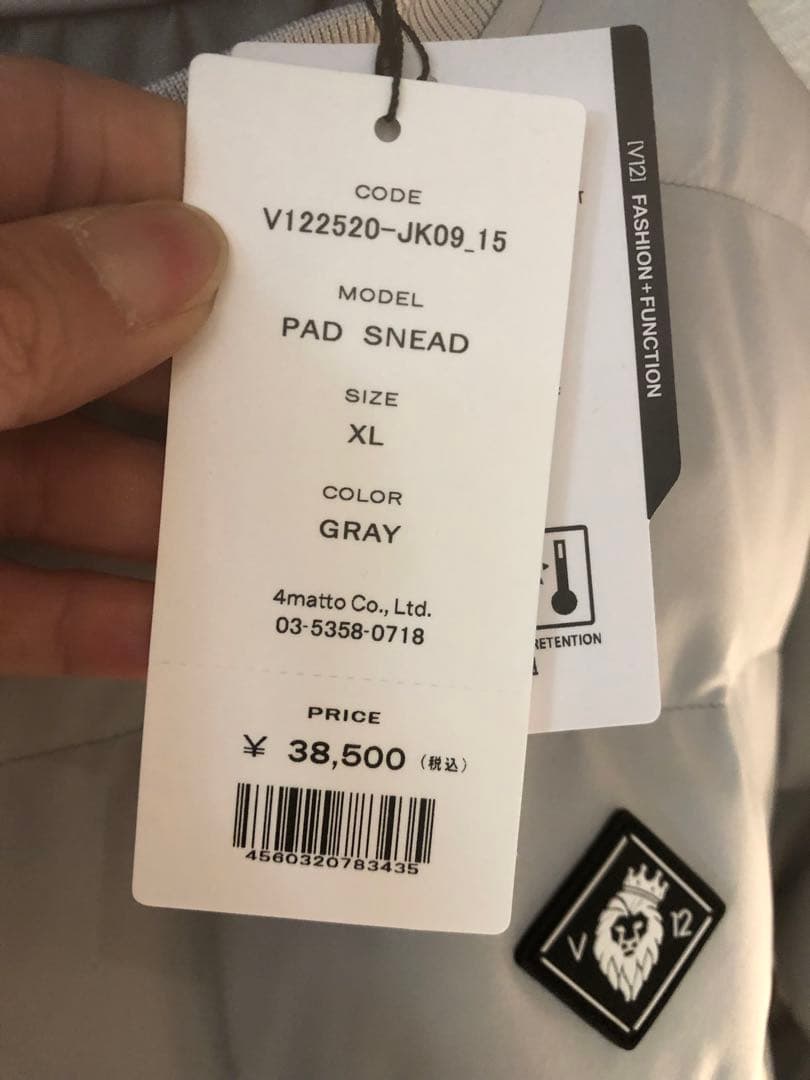 CODE
V122520-JK09_15
MODEL
PAD SNEAD
SIZE
XL
COLOR
GRAY
4matto Co., Ltd.
03-5358-0718
PRICE
¥ 38,500 (税込)
4560320783435
[V12] FASHION+FUNCTION
RETENTION
V 12